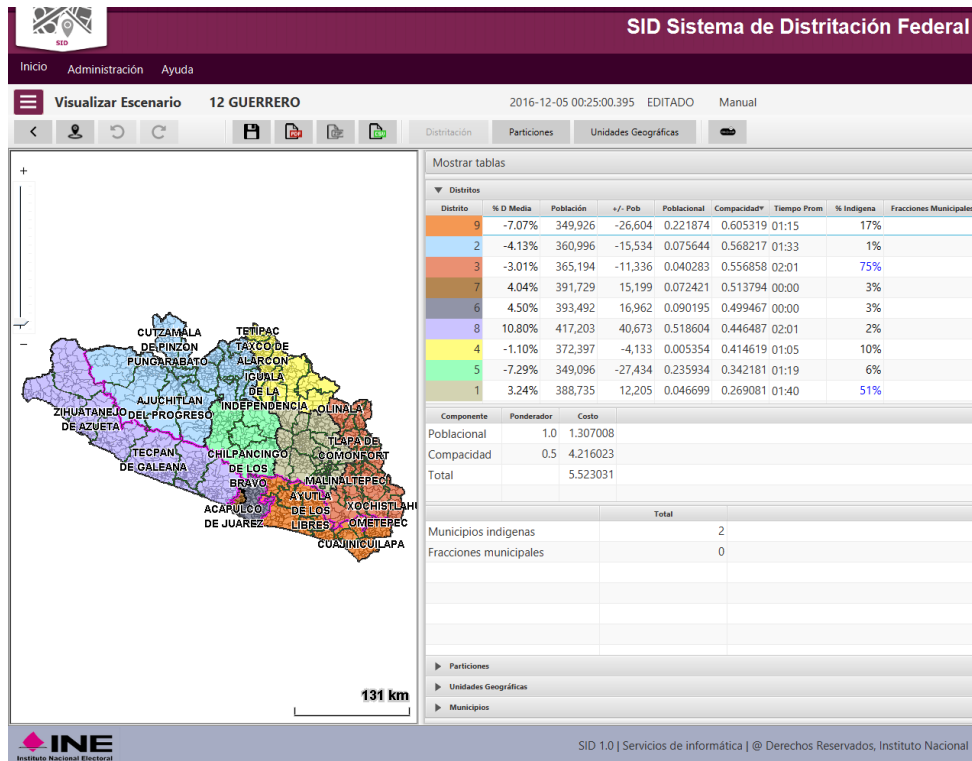 SID
SID Sistema de Distritación Federal
Inicio Administración Ayuda
Visualizar Escenario 12 GUERRERO 2016-12-05 00:25:00.395 EDITADO Manual
Distritación Particiones Unidades Geográficas
Mostrar tablas
Distritos
Distrito % D Media Población +/- Pob Poblacional Compacidad Tiempo Prom % Indigena Fracciones Municipales
9 -7.07% 349,926 -26,604 0.221874 0.605319 01:15 17%
2 -4.13% 360,996 -15,534 0.075644 0.568217 01:33 1%
3 -3.01% 365,194 -11,336 0.040283 0.556858 02:01 75%
7 4.04% 391,729 15,199 0.072421 0.513794 00:00 3%
6 4.50% 393,492 16,962 0.090195 0.499467 00:00 3%
8 10.80% 417,203 40,673 0.518604 0.446487 02:01 2%
4 -1.10% 372,397 -4,133 0.005354 0.414619 01:05 10%
5 -7.29% 349,096 -27,434 0.235934 0.342181 01:19 6%
1 3.24% 388,735 12,205 0.046699 0.269081 01:40 51%
Componente Ponderador Costo
Poblacional 1.0 1.307008
Compacidad 0.5 4.216023
Total 5.523031
Total
Municipios indigenas 2
Fracciones municipales 0
Particiones
Unidades Geográficas
Municipios
CUTZAMALA
DE PINZON
PUNGARABATO
TETIPAC
TAXCO DE
ALARCON
IGUALA
DE LA
INDEPENDENCIA
AJUCHITLAN
DEL PROGRESO
OLINALA
ZIHUATANEJO
DE AZUETA
TLAPA DE
COMONFORT
TECPAN
DE GALEANA
CHILPANCINGO
DE LOS
BRAVO
MALINALTEPEC
AYUTLA
DE LOS
LIBRES
XOCHISTLAH
ACAPULCO
DE JUAREZ
OMETEPEC
CUAJINICUILAPA
131 km
INE
Instituto Nacional Electoral
SID 1.0 | Servicios de informática | @ Derechos Reservados, Instituto Nacional